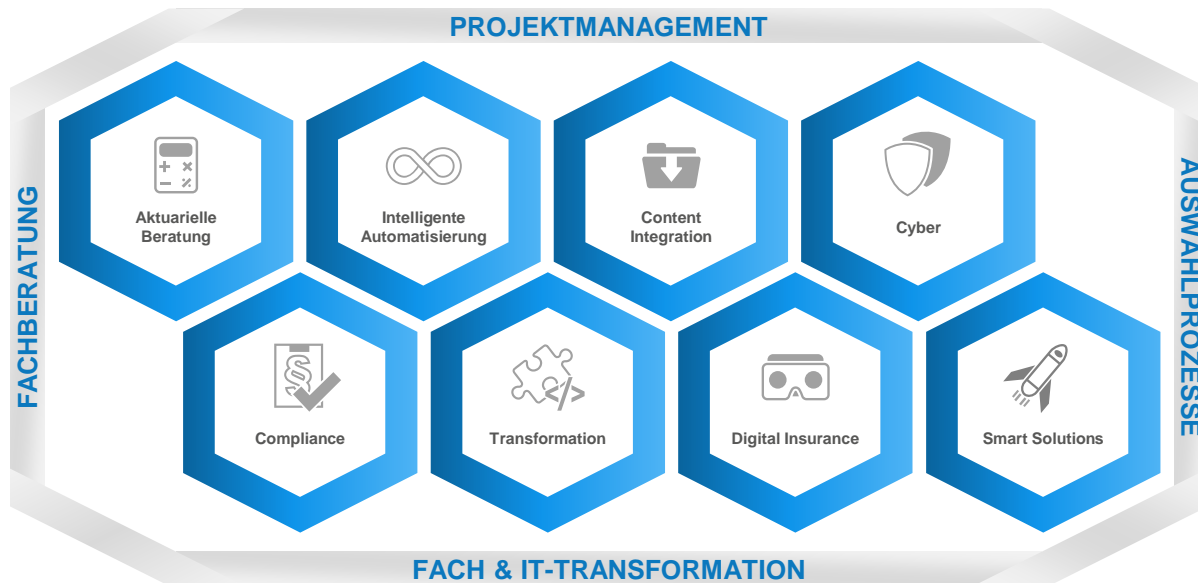 PROJEKTMANAGEMENT
FACHBERATUNG
Aktuarielle
Beratung
Intelligente
Automatisierung
Content
Integration
Cyber
AUSWAHLPROZESSE
§
Compliance
</>
Transformation
Digital Insurance
Smart Solutions
FACH & IT-TRANSFORMATION